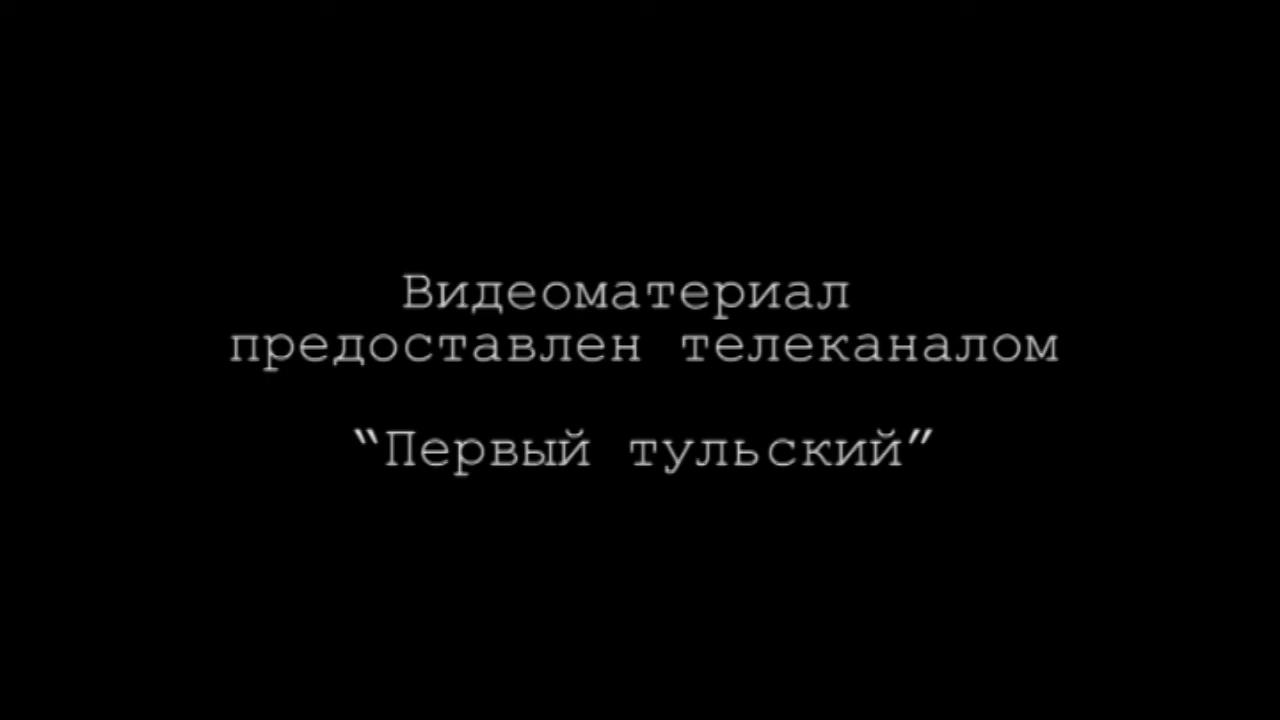 Видеоматериал
предоставлен телеканалом
“Первый тульский”